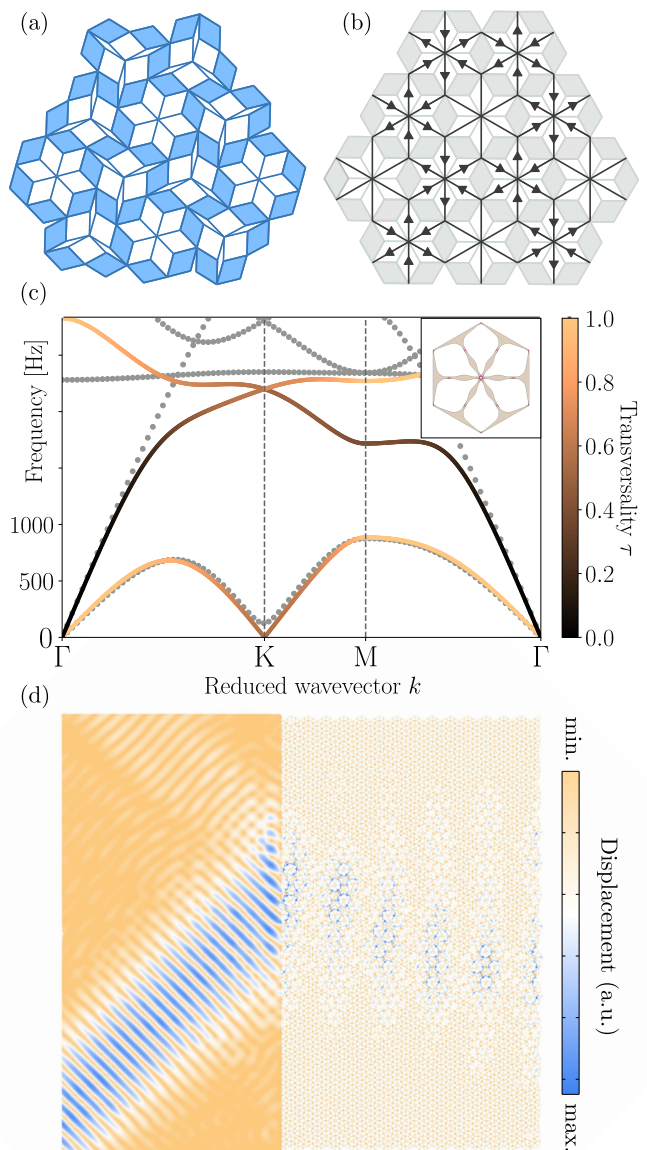 (a)
(b)
(c)
Frequency [Hz]
1000
500
0
Γ
K
M
Γ
Reduced wavevector k
1.0
0.8
0.6
0.4
0.2
0.0
Transversality τ
(d)
min.
Displacement (a.u.)
max.